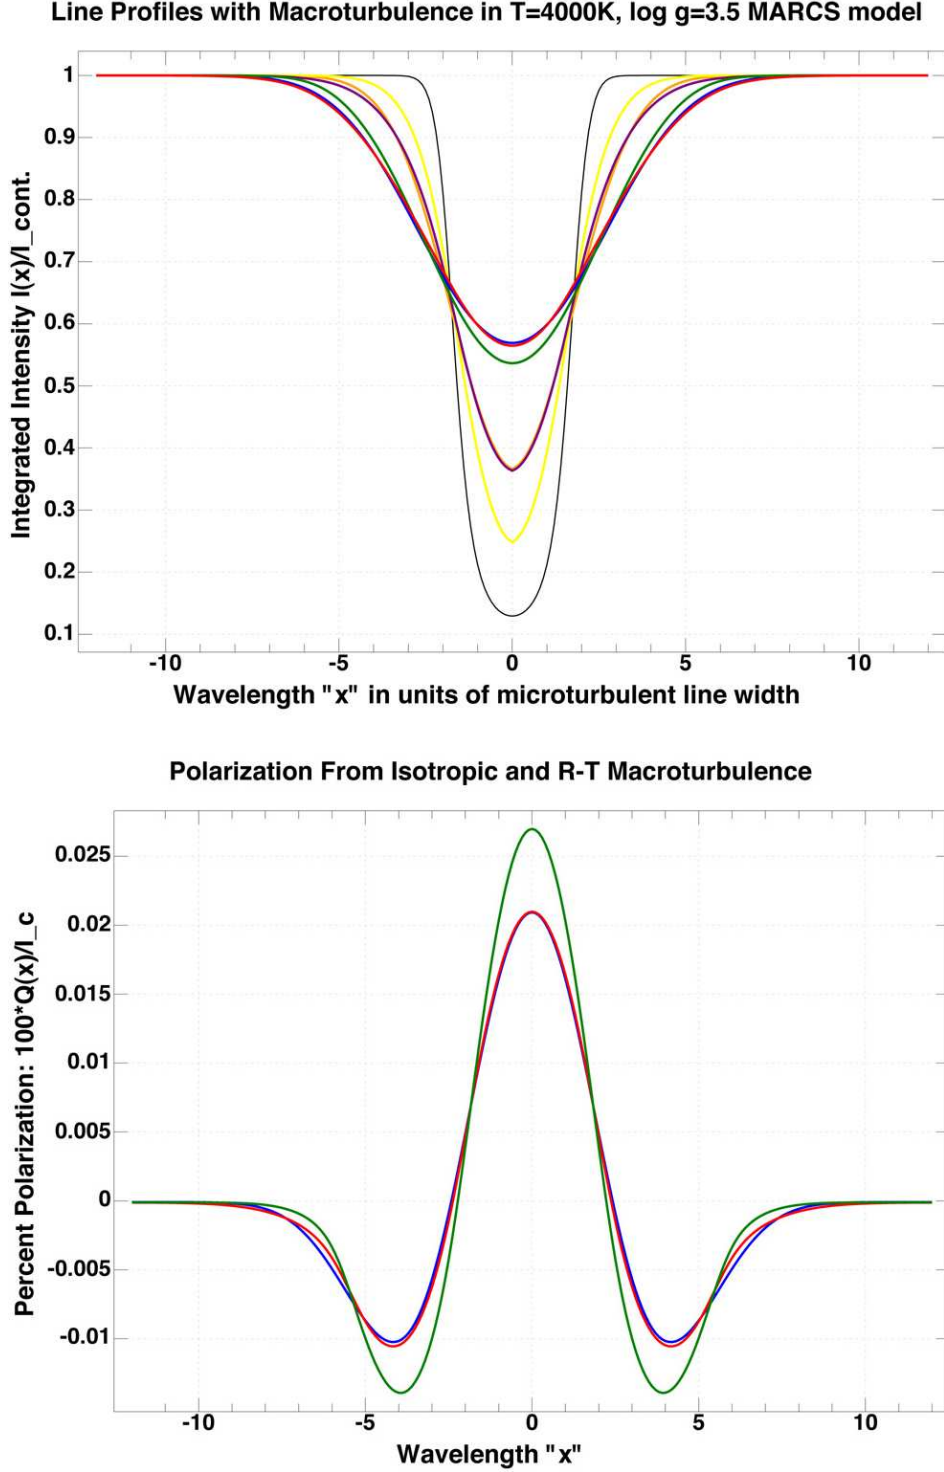 Line Profiles with Macroturbulence in T=4000K, log g=3.5 MARCS model
Integrated Intensity I(x)/I_cont.
1
0.9
0.8
0.7
0.6
0.5
0.4
0.3
0.2
0.1
-10 -5 0 5 10
Wavelength "x" in units of microturbulent line width
Polarization From Isotropic and R-T Macroturbulence
Percent Polarization: 100*Q(x)/I_c
0.025
0.02
0.015
0.01
0.005
0
-0.005
-0.01
-10 -5 0 5 10
Wavelength "x"